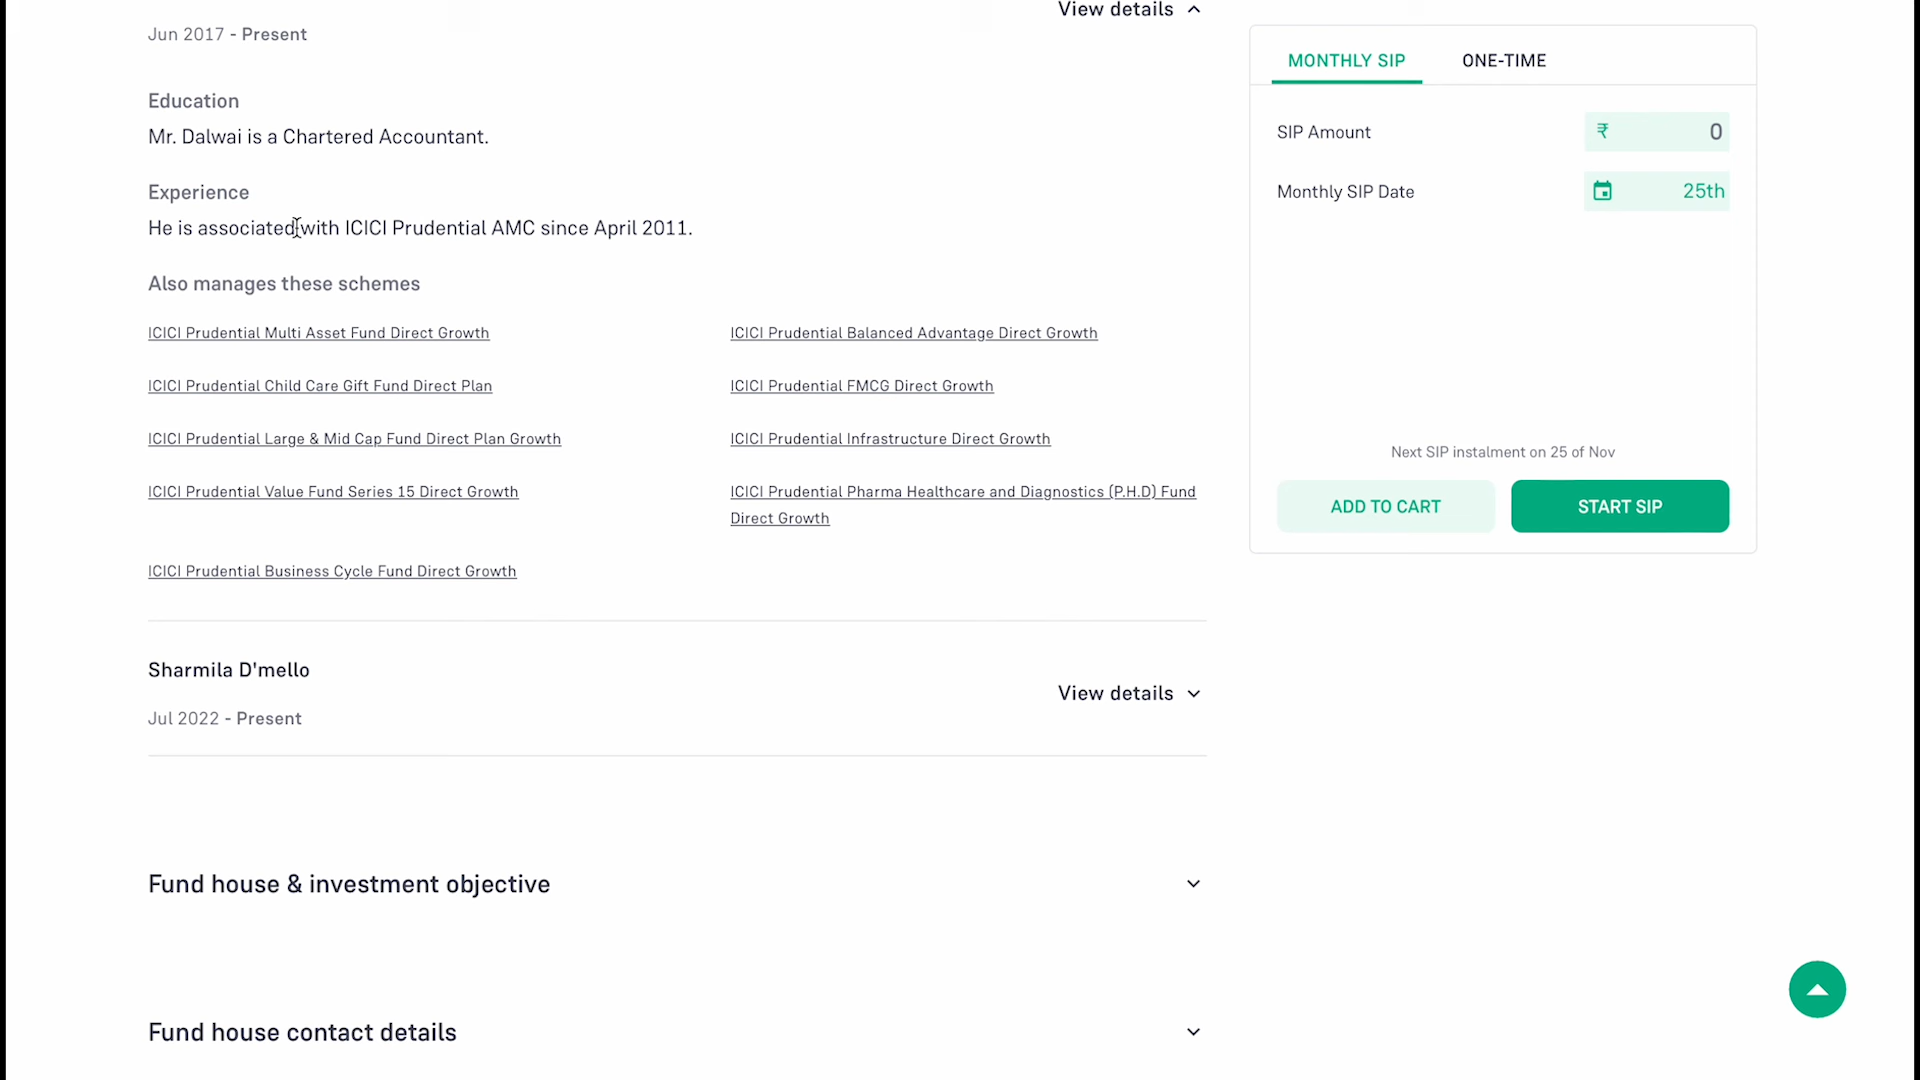 View details
Jun 2017 - Present
Education
Mr. Dalwai is a Chartered Accountant.
Experience
He is associated with ICICI Prudential AMC since April 2011.
Also manages these schemes
ICICI Prudential Multi Asset Fund Direct Growth
ICICI Prudential Balanced Advantage Direct Growth
ICICI Prudential Child Care Gift Fund Direct Plan
ICICI Prudential FMCG Direct Growth
ICICI Prudential Large & Mid Cap Fund Direct Plan Growth
ICICI Prudential Infrastructure Direct Growth
ICICI Prudential Value Fund Series 15 Direct Growth
ICICI Prudential Pharma Healthcare and Diagnostics (P.H.D) Fund
Direct Growth
ICICI Prudential Business Cycle Fund Direct Growth
Sharmila D'mello
View details
Jul 2022 - Present
Fund house & investment objective
Fund house contact details
MONTHLY SIP
ONE-TIME
SIP Amount
₹ 0
Monthly SIP Date
25th
Next SIP instalment on 25 of Nov
ADD TO CART
START SIP